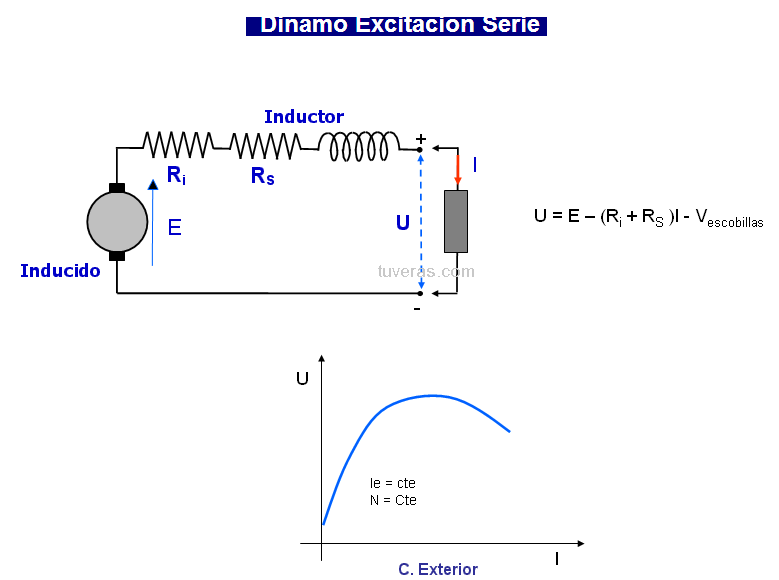 Dinamo Excitacion Serie
Inductor
+
Ri
Rs
I
E
U
U = E – (Ri + RS )I - Vescobillas
Inducido
tuveras.com
-
U
Ie = cte
N = Cte
I
C. Exterior